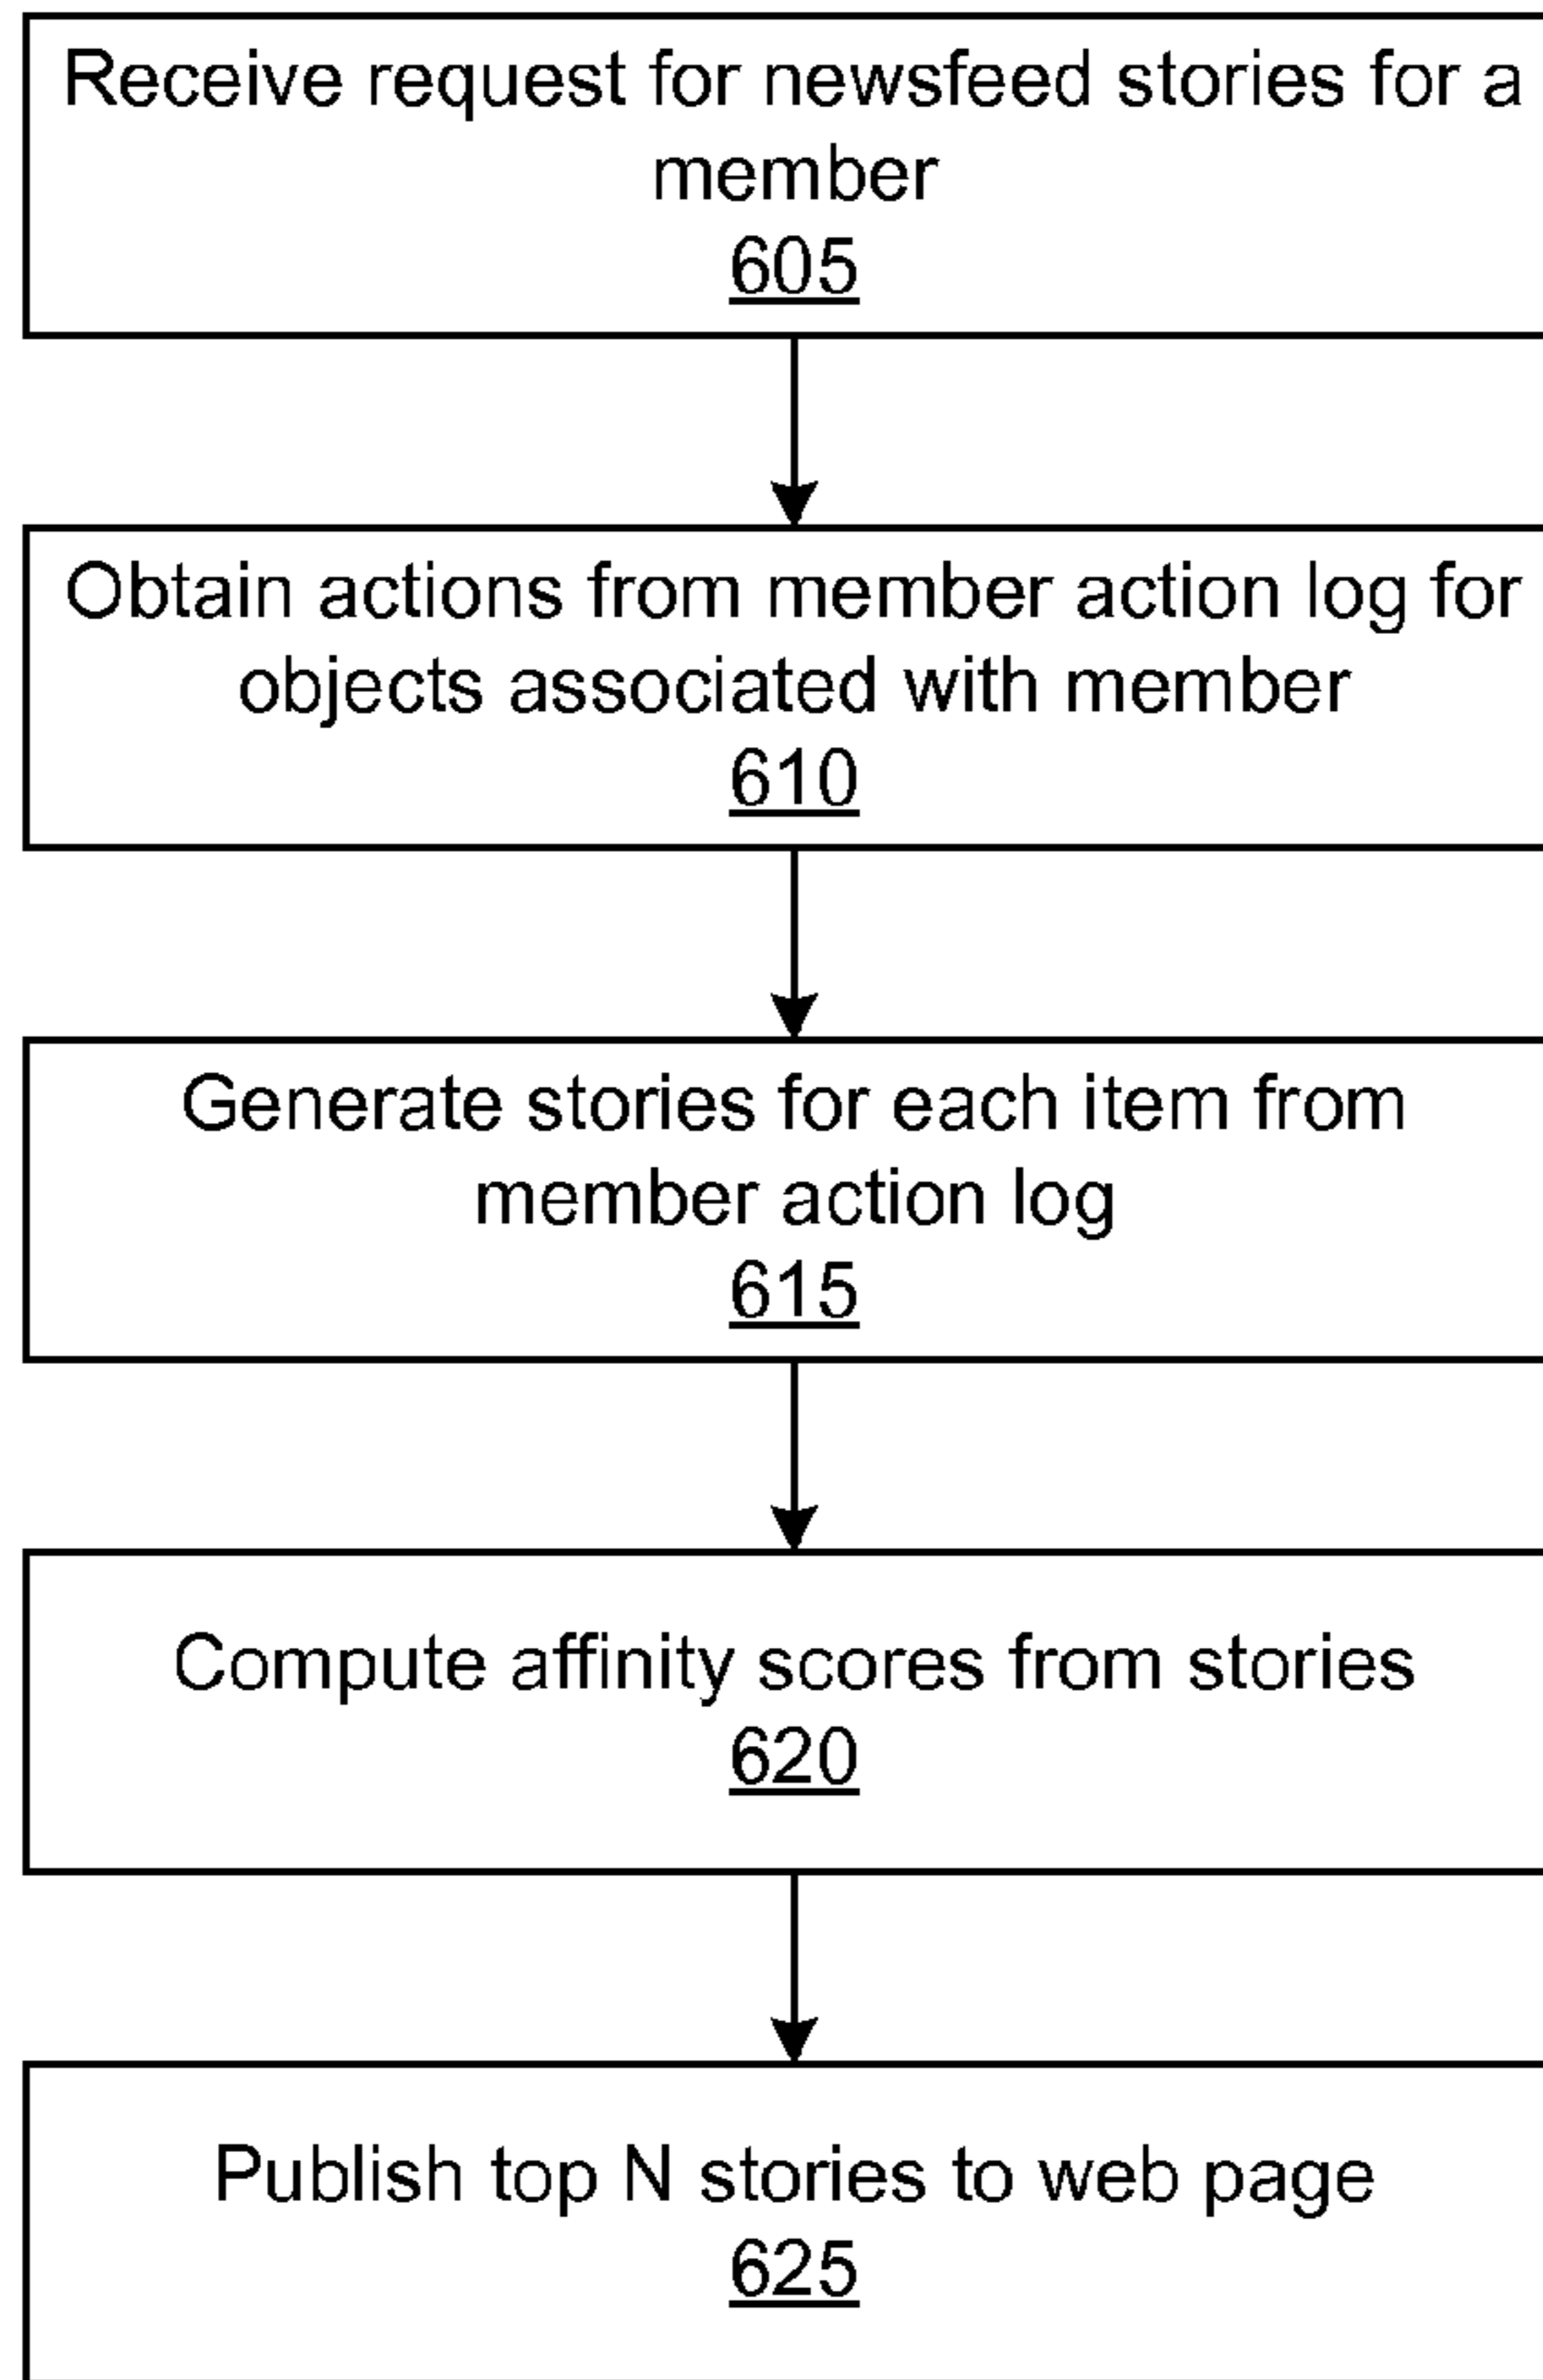 Receive request for newsfeed stories for a
member
605
Obtain actions from member action log for
objects associated with member
610
Generate stories for each item from
member action log
615
Compute affinity scores from stories
620
Publish top N stories to web page
625